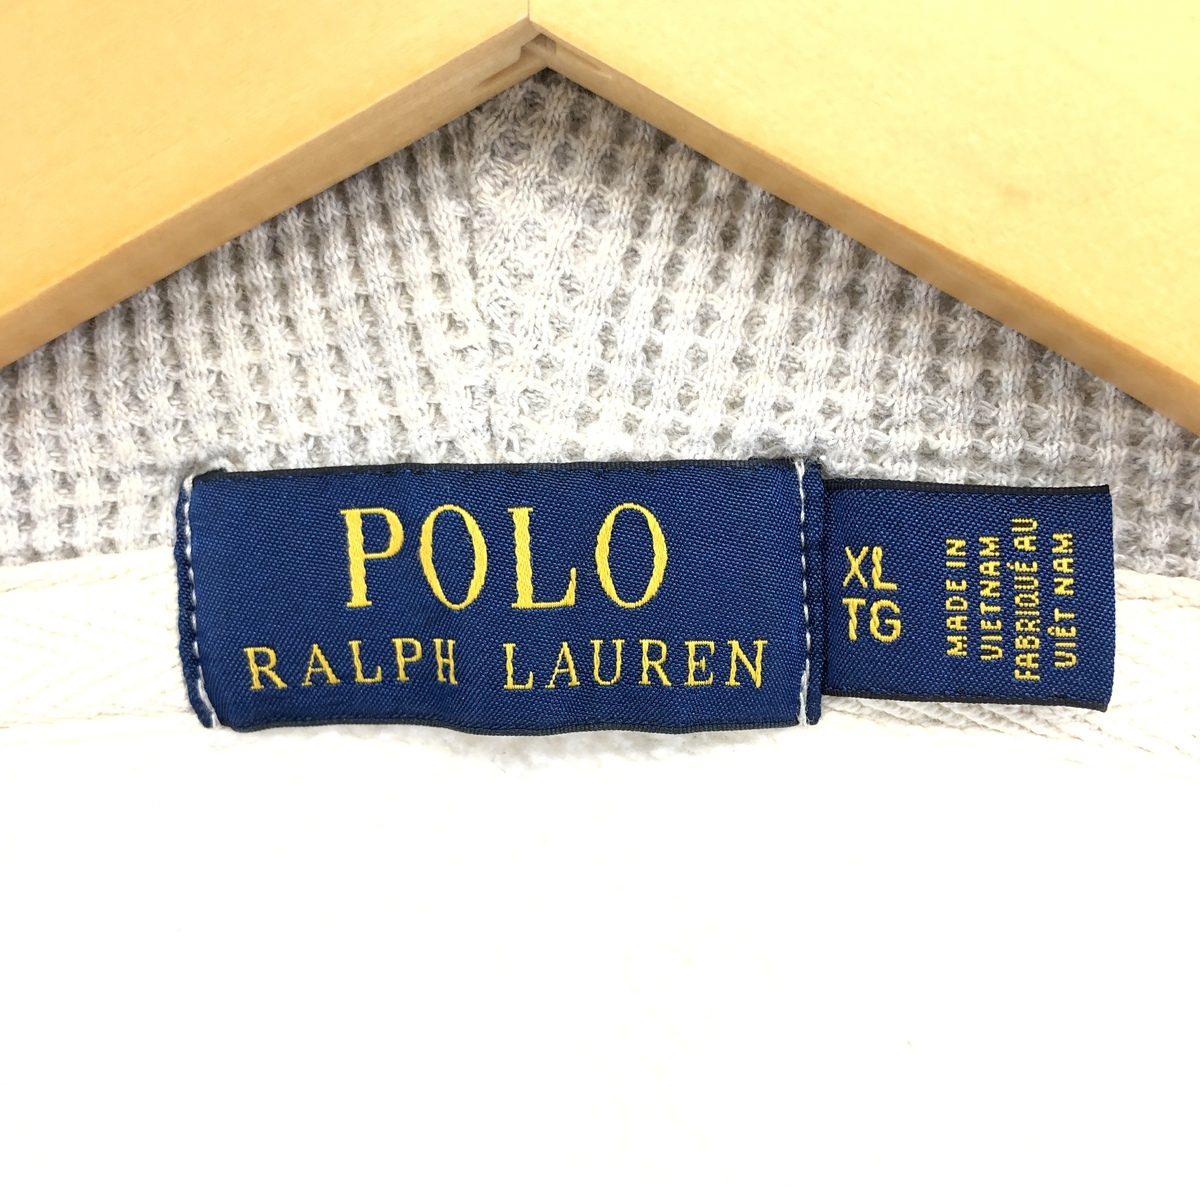 POLO
RALPH LAUREN
XL
TG
MADE IN
VIETNAM
FABRIQUÉ AU
VIÊT NAM